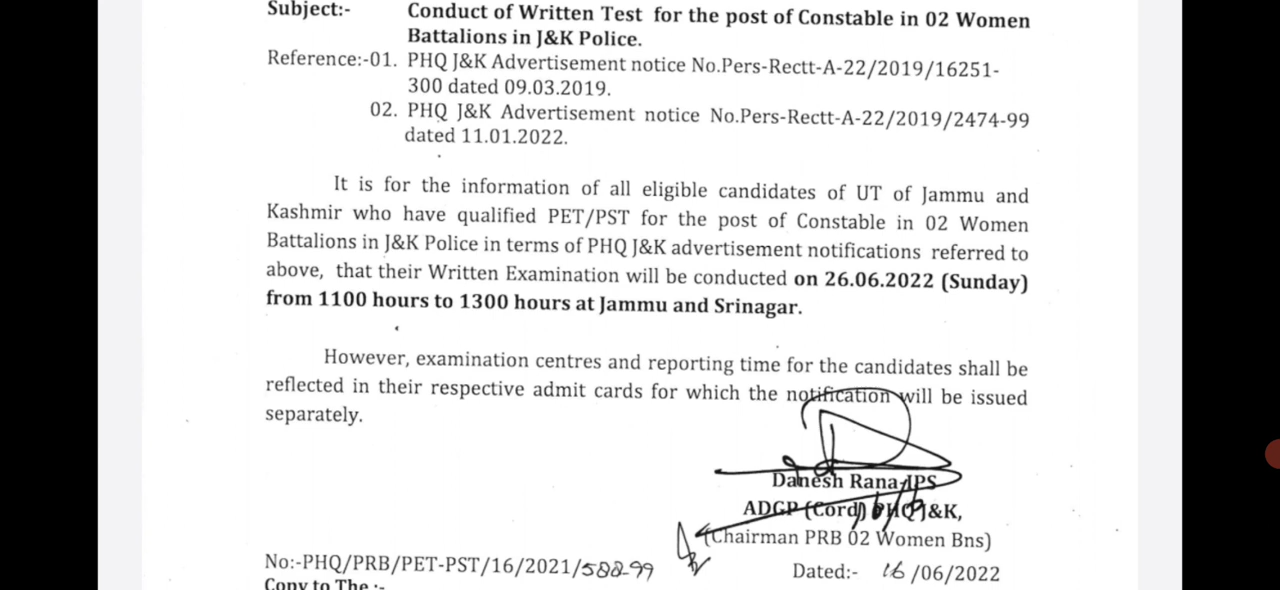 Subject:- Conduct of Written Test for the post of Constable in 02 Women
Battalions in J&K Police.
Reference:-01. PHQ J&K Advertisement notice No.Pers-Rectt-A-22/2019/16251-
300 dated 09.03.2019.
02. PHQ J&K Advertisement notice No.Pers-Rectt-A-22/2019/2474-99
dated 11.01.2022.
It is for the information of all eligible candidates of UT of Jammu and
Kashmir who have qualified PET/PST for the post of Constable in 02 Women
Battalions in J&K Police in terms of PHQ J&K advertisement notifications referred to
above, that their Written Examination will be conducted on 26.06.2022 (Sunday)
from 1100 hours to 1300 hours at Jammu and Srinagar.
However, examination centres and reporting time for the candidates shall be
reflected in their respective admit cards for which the notification will be issued
separately.
Danesh Rana-IPS
ADGP (Cord) PHQ J&K,
(Chairman PRB 02 Women Bns)
No:-PHQ/PRB/PET-PST/16/2021/588-99
Dated:- 16/06/2022
Copy to The :-